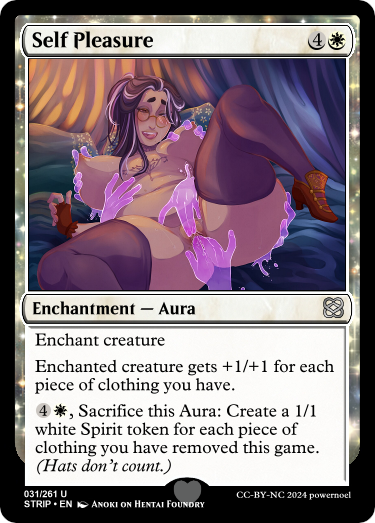 Self Pleasure 4
Enchantment — Aura
Enchant creature
Enchanted creature gets +1/+1 for each
piece of clothing you have.
4, Sacrifice this Aura: Create a 1/1
white Spirit token for each piece of
clothing you have removed this game.
(Hats don’t count.)
031/261 U
STRIP • EN Anoki on Hentai Foundry
CC-BY-NC 2024 powernoel